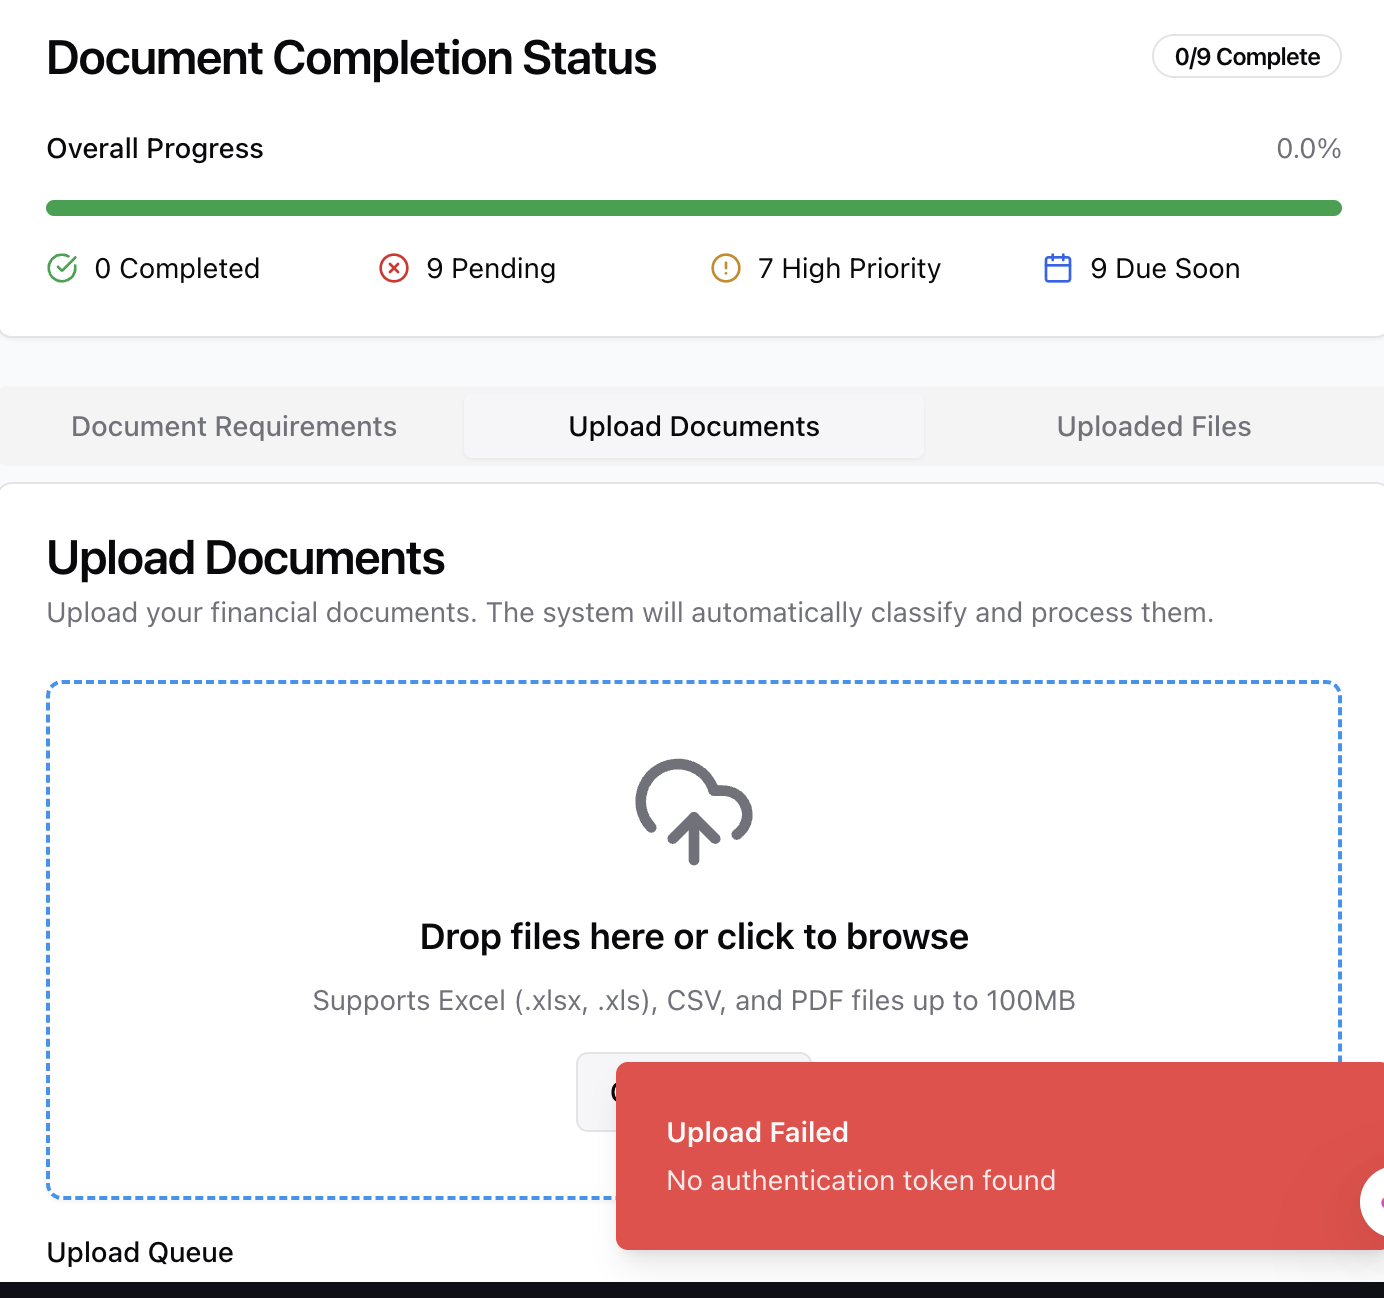 Document Completion Status
0/9 Complete
Overall Progress
0.0%
0 Completed
9 Pending
7 High Priority
9 Due Soon
Document Requirements
Upload Documents
Uploaded Files
Upload Documents
Upload your financial documents. The system will automatically classify and process them.
Drop files here or click to browse
Supports Excel (.xlsx, .xls), CSV, and PDF files up to 100MB
Upload Failed
No authentication token found
Upload Queue